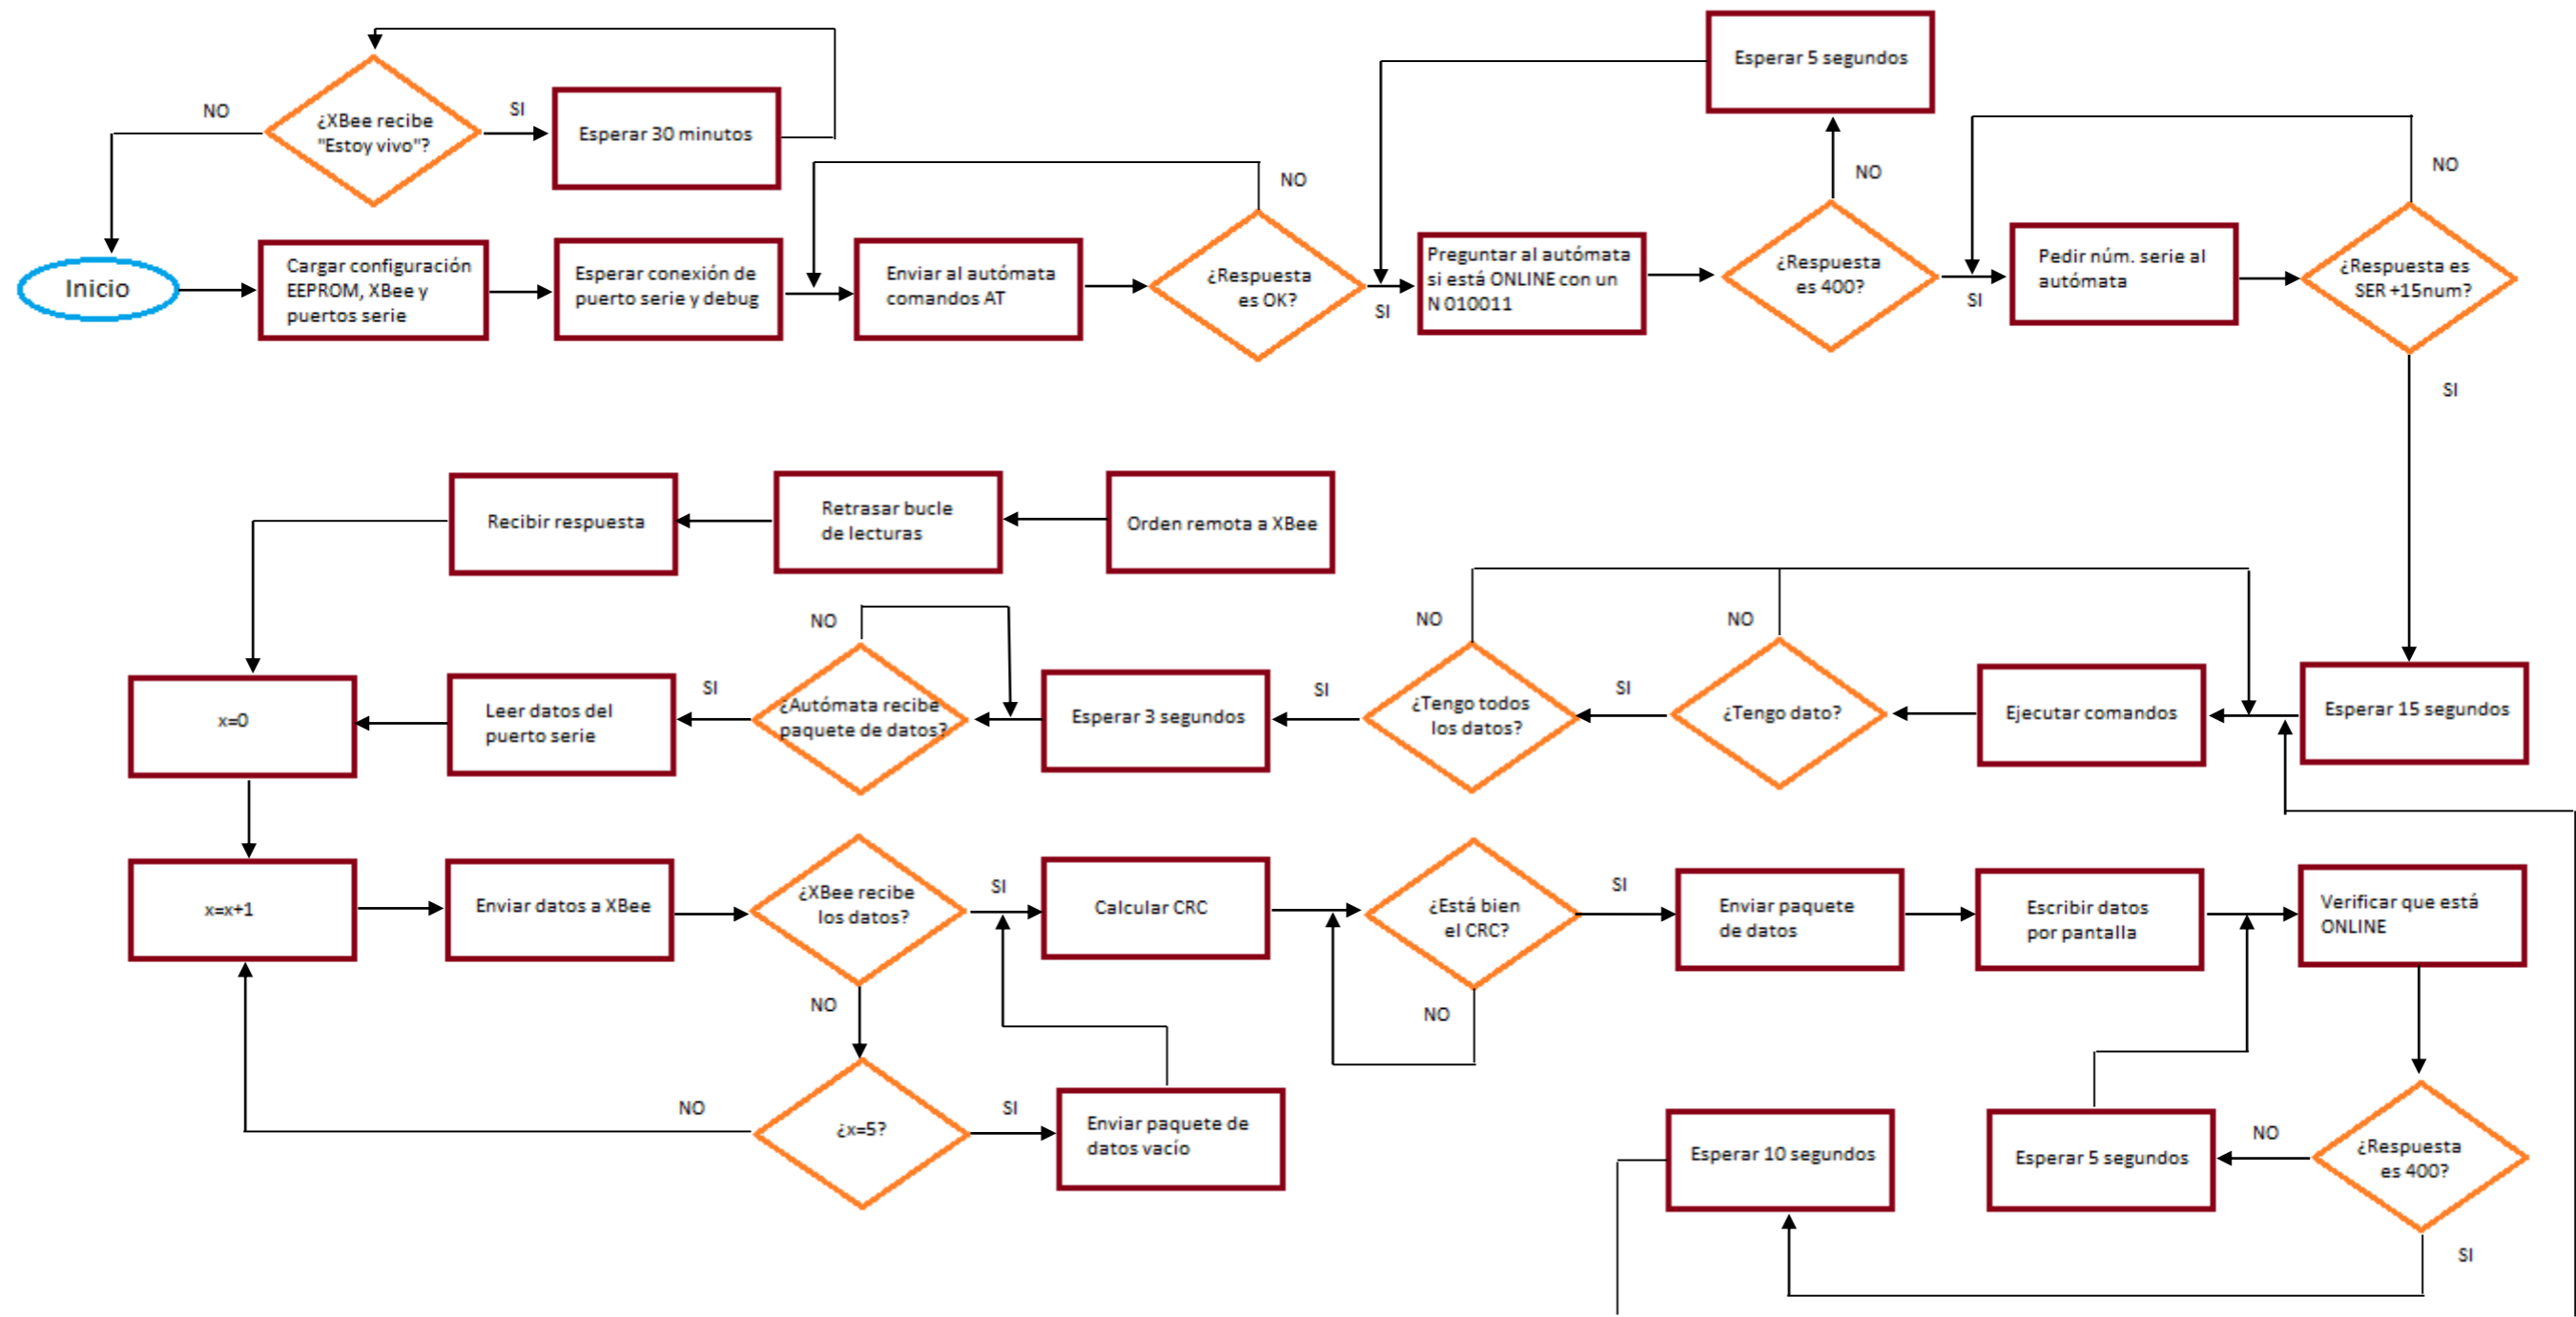 NO
¿XBee recibe
"Estoy vivo"?
SI
Esperar 30 minutos
Esperar 5 segundos
NO
NO
NO
Inicio
Cargar configuración
EEPROM, XBee y
puertos serie
Esperar conexión de
puerto serie y debug
Enviar al autómata
comandos AT
¿Respuesta
es OK?
SI
Preguntar al autómata
si está ONLINE con un
N 010011
¿Respuesta
es 400?
SI
Pedir núm. serie al
autómata
¿Respuesta es
SER +15num?
SI
Recibir respuesta
Retrasar bucle
de lecturas
Orden remota a XBee
NO
NO
NO
x=0
Leer datos del
puerto serie
SI
¿Autómata recibe
paquete de datos?
Esperar 3 segundos
SI
¿Tengo todos
los datos?
SI
¿Tengo dato?
Ejecutar comandos
Esperar 15 segundos
x=x+1
Enviar datos a XBee
¿XBee recibe
los datos?
SI
Calcular CRC
¿Está bien
el CRC?
SI
Enviar paquete
de datos
Escribir datos
por pantalla
Verificar que está
ONLINE
NO
NO
NO
¿x=5?
SI
Enviar paquete de
datos vacío
Esperar 10 segundos
Esperar 5 segundos
NO
¿Respuesta
es 400?
SI